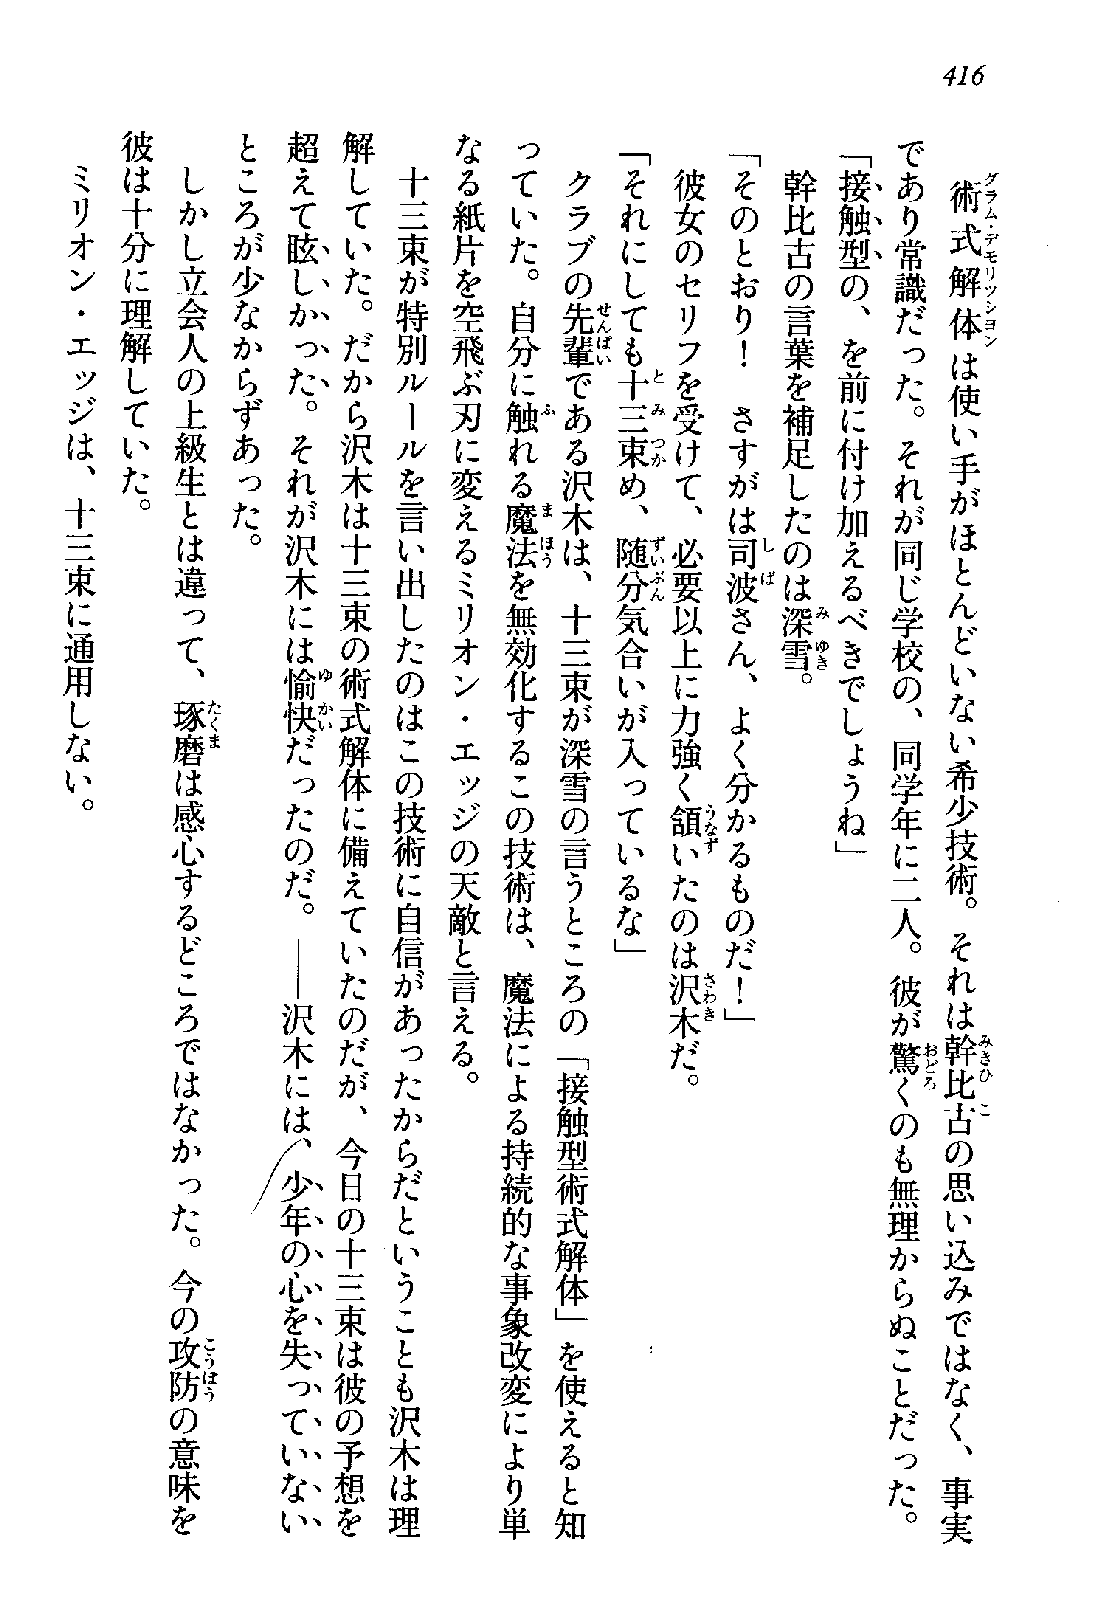 416
術式解体は使い手がほとんどいない希少技術。それは幹比古の思い込みではなく、事実
であり常識だった。それが同じ学校の、同学年に二人。彼が驚くのも無理からぬことだった。
「接触型の、を前に付け加えるべきでしょうね」
幹比古の言葉を補足したのは深雪。
「そのとおり！　さすがは司波さん、よく分かるものだ！」
彼女のセリフを受けて、必要以上に力強く頷いたのは沢木だ。
「それにしても十三束め、随分気合いが入っているな」
クラブの先輩である沢木は、十三束が深雪の言うところの「接触型術式解体」を使えると知
っていた。自分に触れる魔法を無効化するこの技術は、魔法による持続的な事象改変により単
なる紙片を空飛ぶ刃に変えるミリオン・エッジの天敵と言える。
十三束が特別ルールを言い出したのはこの技術に自信があったからだということも沢木は理
解していた。だから沢木は十三束の術式解体に備えていたのだが、今日の十三束は彼の予想を
超えて眩しかった。それが沢木には愉快だったのだ。――沢木には、少年の心を失っていない
ところが少なからずあった。
しかし立会人の上級生とは違って、琢磨は感心するどころではなかった。今の攻防の意味を
彼は十分に理解していた。
ミリオン・エッジは、十三束に通用しない。